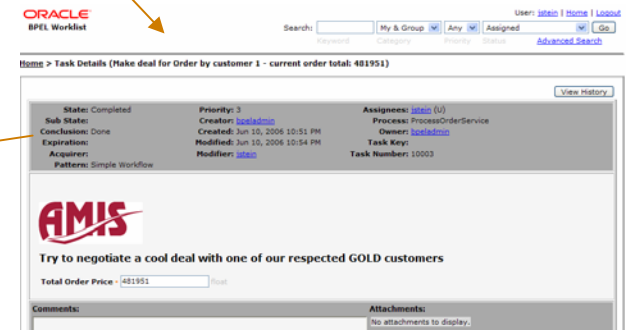 ORACLE
User: jstein | Home | Logout
BPEL Worklist
Search: My & Group Any Assigned Go
Keyword Category Priority Status Advanced Search
Home > Task Details (Make deal for Order by customer 1 - current order total: 481951)
View History
State: Completed Priority: 3 Assignees: jstein (U)
Sub State: Creator: bpeladmin Process: ProcessOrderService
Conclusion: Done Created: Jun 10, 2006 10:51 PM Owner: bpeladmin
Expiration: Modified: Jun 10, 2006 10:54 PM Task Key:
Acquirer: Modifier: jstein Task Number: 10003
Pattern: Simple Workflow
AMIS
Try to negotiate a cool deal with one of our respected GOLD customers
Total Order Price - 481951 float
Comments: Attachments:
No attachments to display.